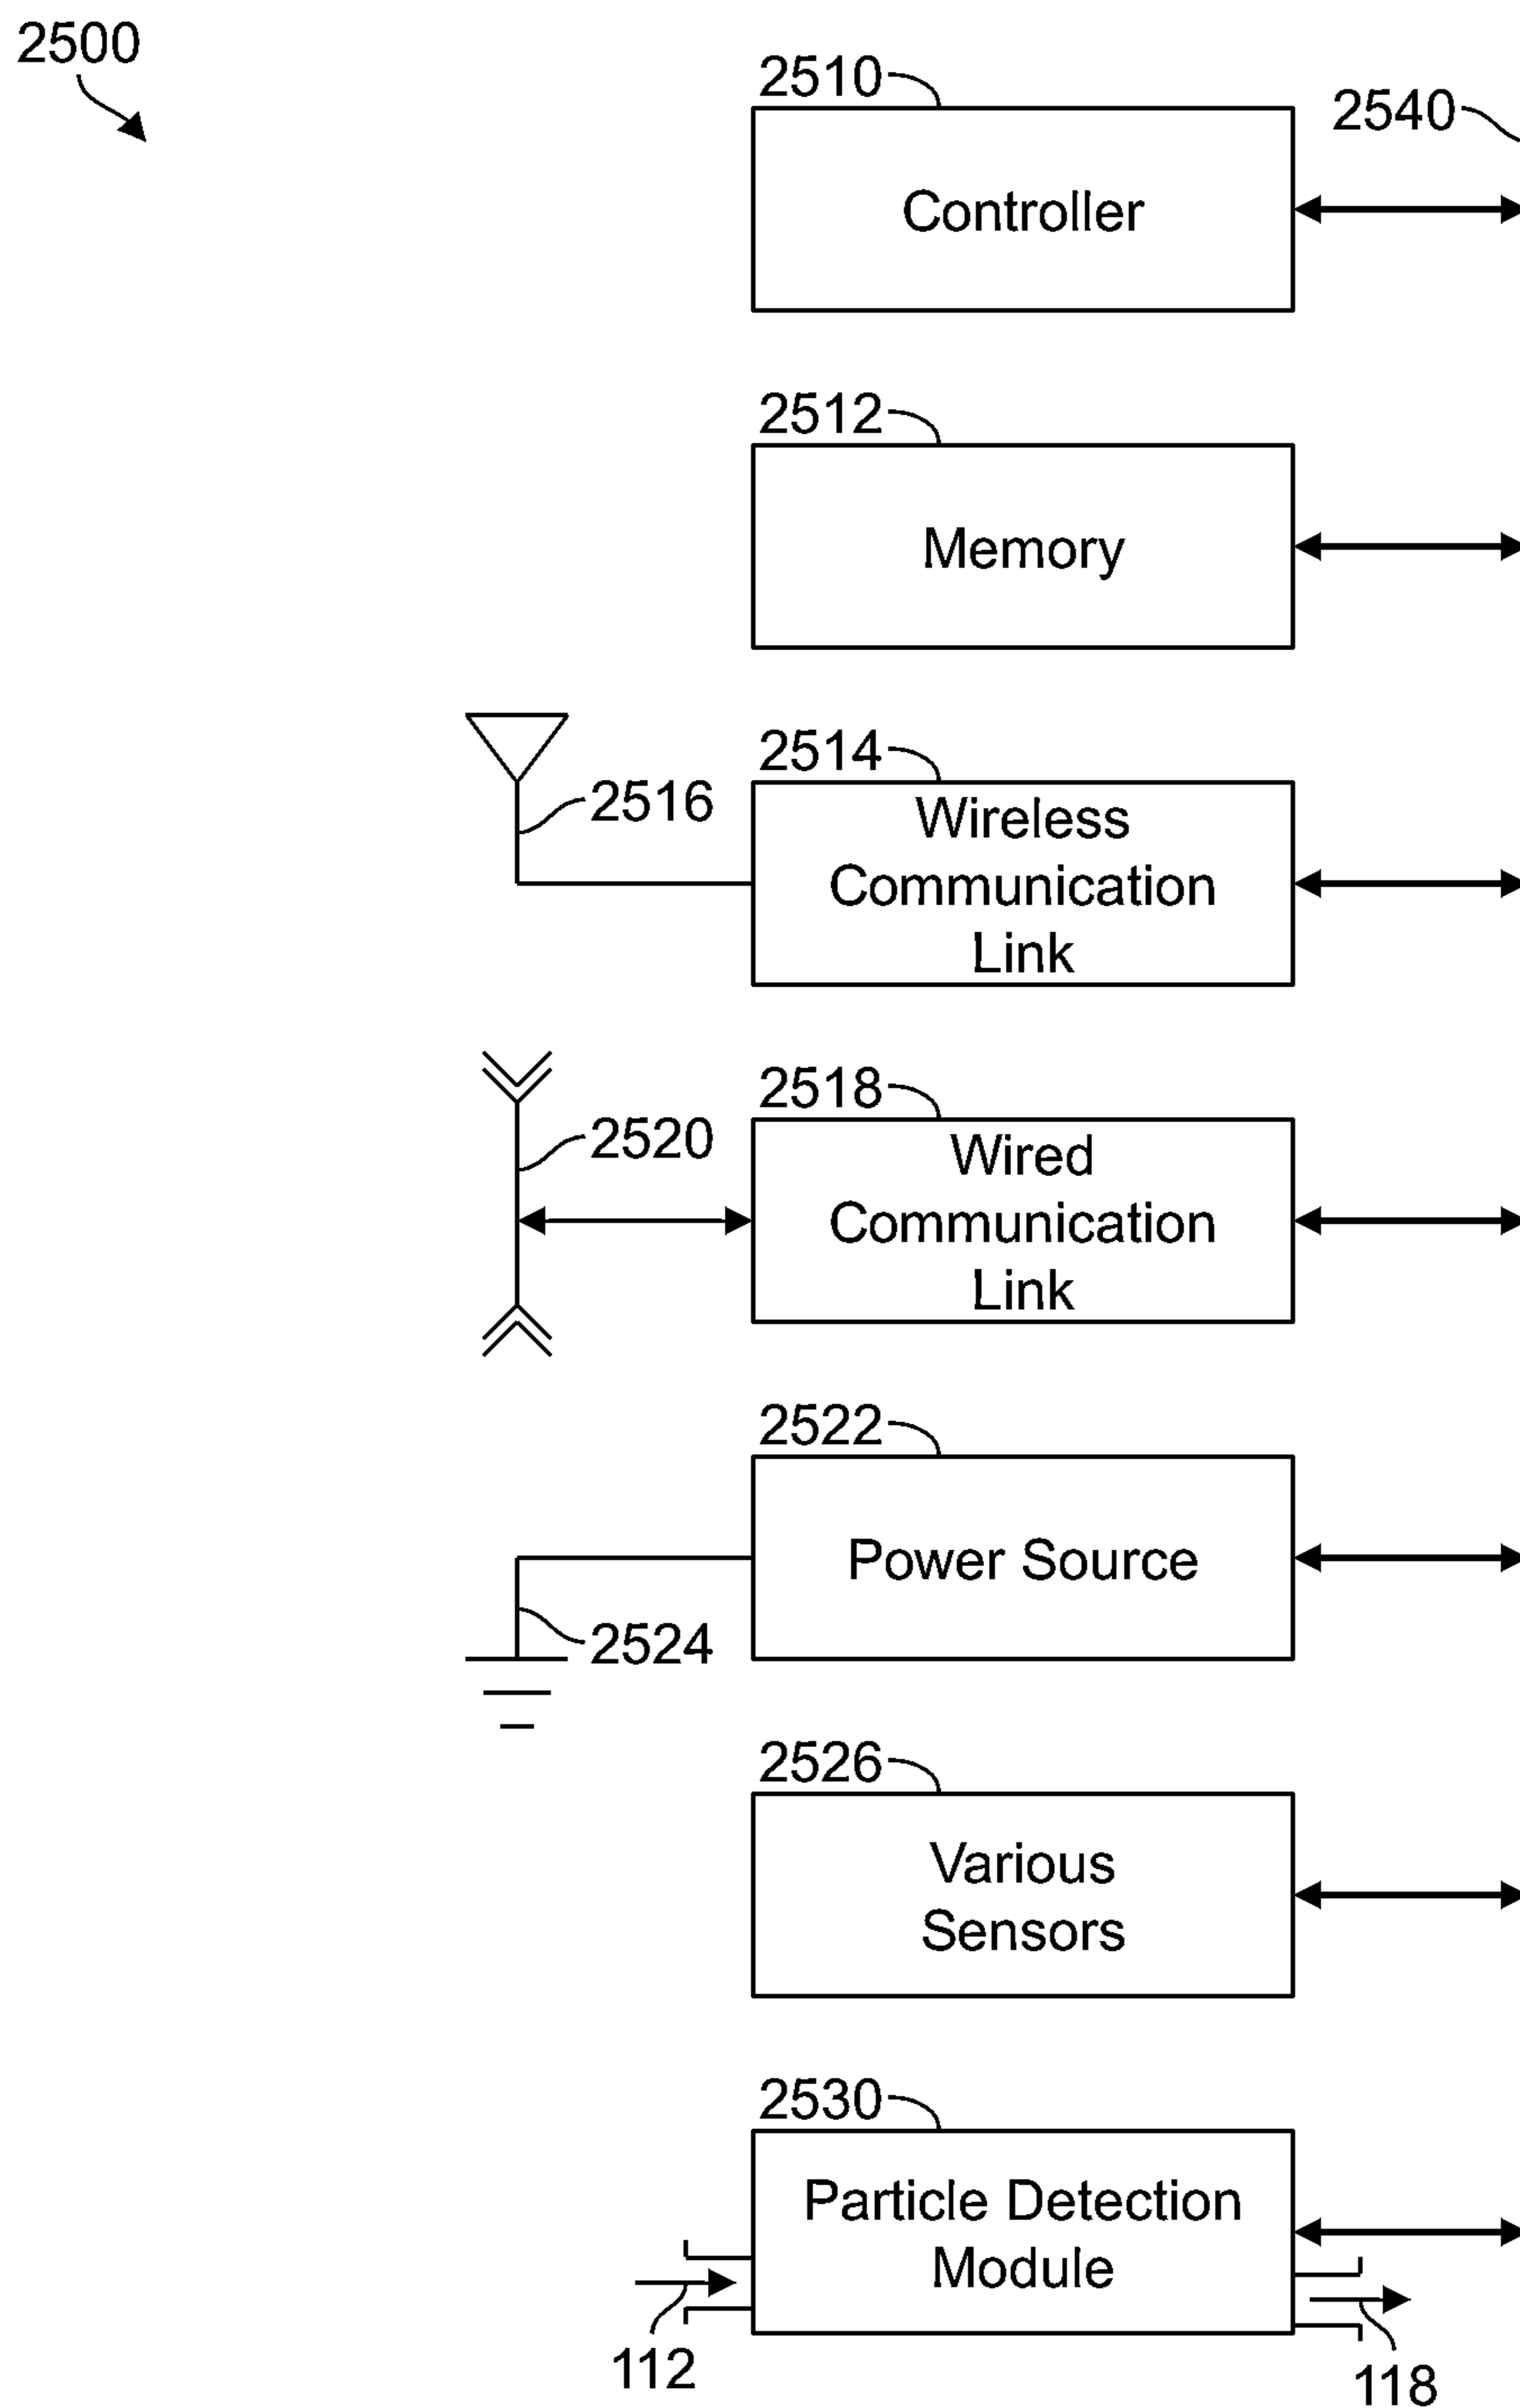 2500
2510
2540
Controller
2512
Memory
2514
2516
Wireless
Communication
Link
2518
2520
Wired
Communication
Link
2522
Power Source
2524
2526
Various
Sensors
2530
Particle Detection
Module
112
118